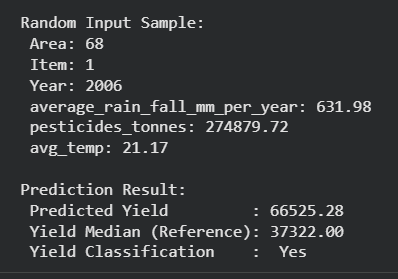 Random Input Sample:
Area: 68
Item: 1
Year: 2006
average_rain_fall_mm_per_year: 631.98
pesticides_tonnes: 274879.72
avg_temp: 21.17

Prediction Result:
Predicted Yield          : 66525.28
Yield Median (Reference): 37322.00
Yield Classification    :  Yes